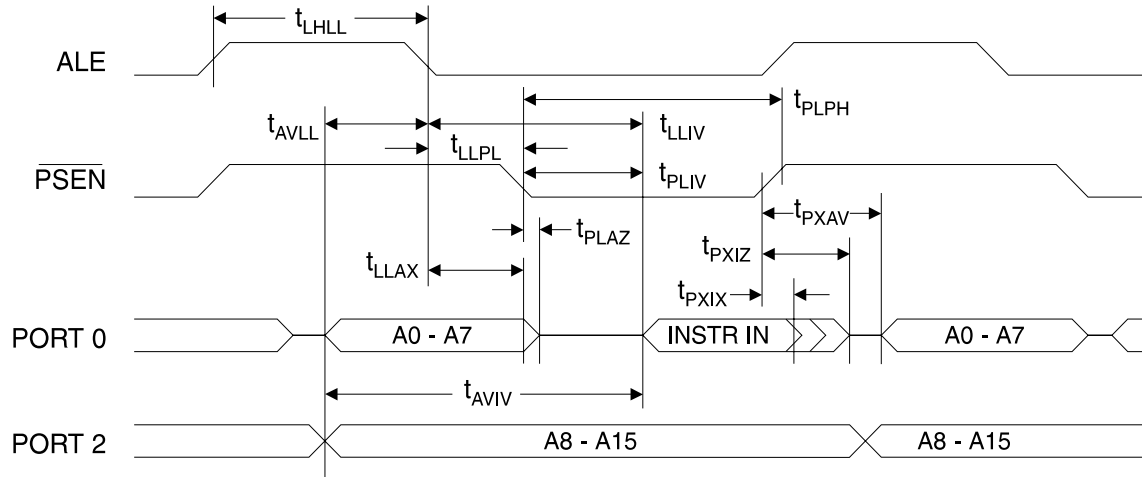 tLHLL
ALE
tPLPH
tAVLL
tLLIV
tLLPL
PSEN
tPLIV
tPXAV
tPLAZ
tPXIZ
tLLAX
tPXIX
PORT 0
A0 - A7
INSTR IN
A0 - A7
tAVIV
PORT 2
A8 - A15
A8 - A15